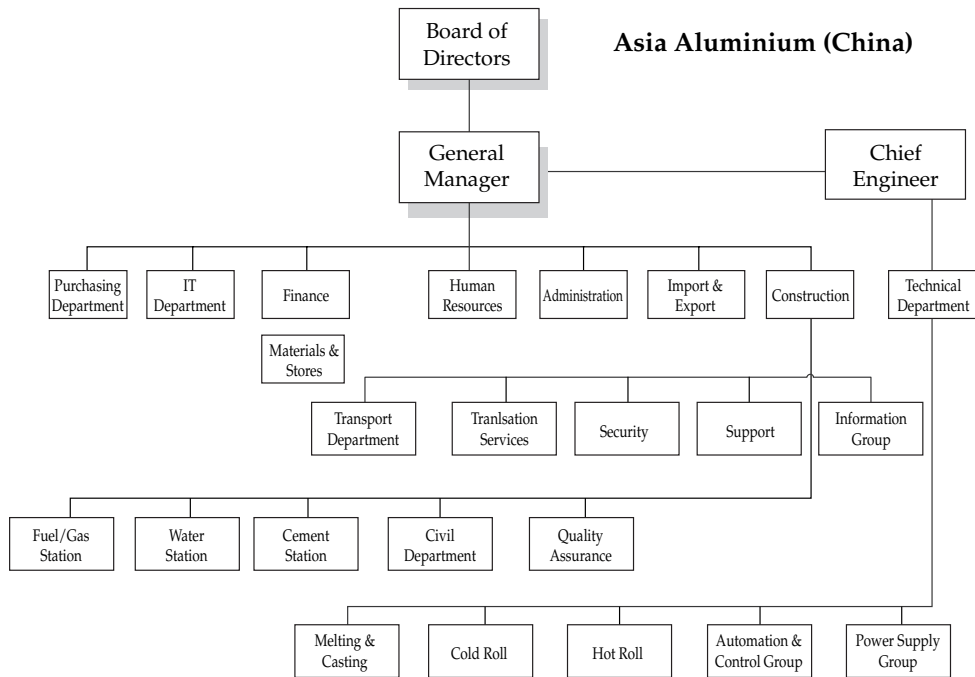 Board of
Directors
Asia Aluminium (China)
General
Manager
Chief
Engineer
Purchasing
Department
IT
Department
Finance
Human
Resources
Administration
Import &
Export
Construction
Technical
Department
Materials &
Stores
Transport
Department
Tranlsation
Services
Security
Support
Information
Group
Fuel/Gas
Station
Water
Station
Cement
Station
Civil
Department
Quality
Assurance
Melting &
Casting
Cold Roll
Hot Roll
Automation &
Control Group
Power Supply
Group